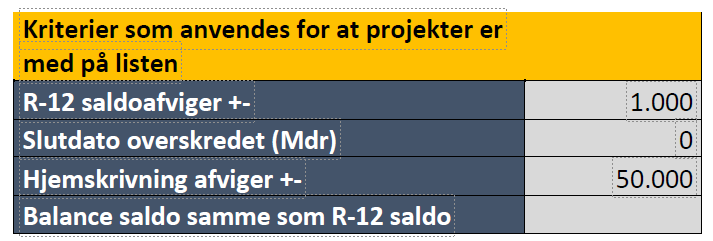 Kriterier som anvendes for at projekter er
med på listen
R-12 saldoafviger +- 1.000
Slutdato overskredet (Mdr) 0
Hjemskrivning afviger +- 50.000
Balance saldo samme som R-12 saldo